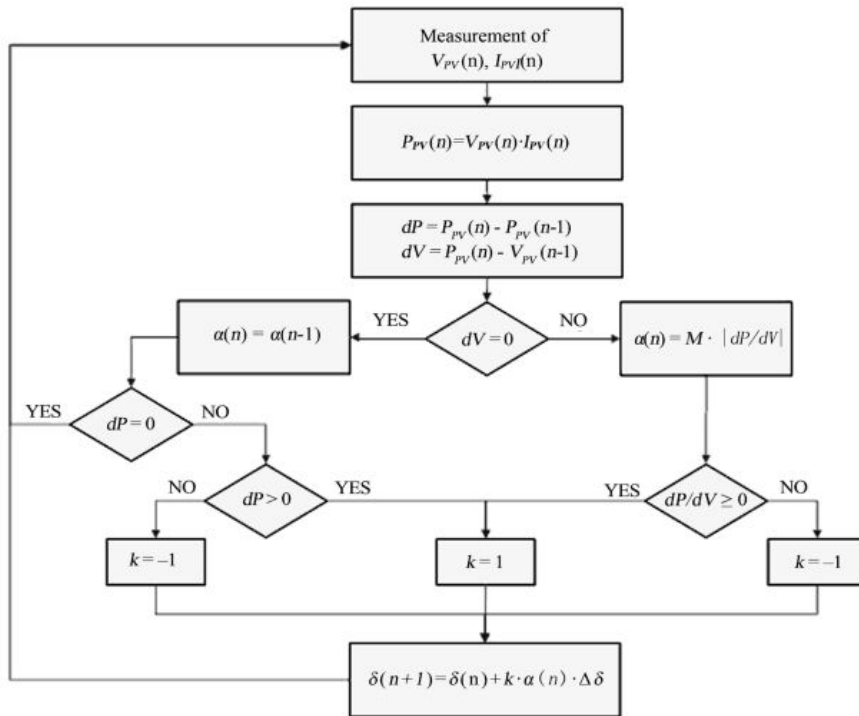 Measurement of
V_PV(n), I_PVI(n)
P_PV(n)=V_PV(n)·I_PV(n)
dP = P_PV(n) - P_PV(n-1)
dV = P_PV(n) - V_PV(n-1)
α(n) = α(n-1)
YES
dV = 0
NO
α(n) = M · |dP/dV|
YES
dP = 0
NO
NO
dP > 0
YES
YES
dP/dV ≥ 0
NO
k = –1
k = 1
k = –1
δ(n+1)=δ(n)+k·α(n)·Δδ